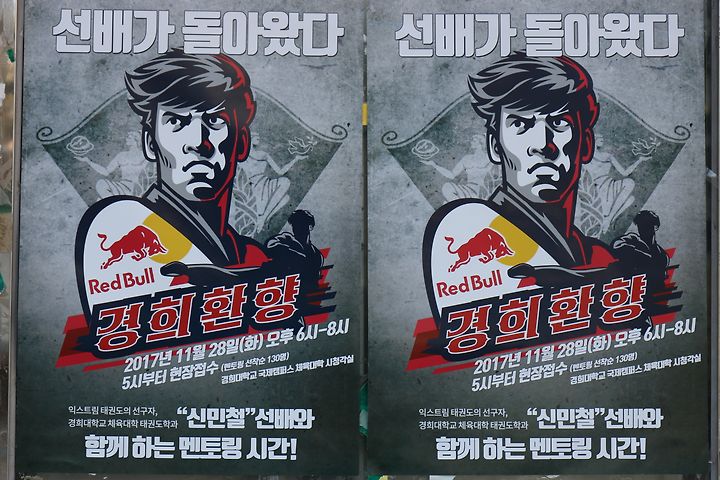 선배가 돌아왔다
Red Bull
경희환향
2017년 11월 28일(화) 오후 6시-8시
5시부터 현장접수 (멘토링 선착순 130명)
경희대학교 국제캠퍼스 체육대학 시청각실
익스트림 태권도의 선구자,
경희대학교 체육대학 태권도학과
“신민철”선배와
함께 하는 멘토링 시간!
선배가 돌아왔다
Red Bull
경희환향
2017년 11월 28일(화) 오후 6시-8시
5시부터 현장접수 (멘토링 선착순 130명)
경희대학교 국제캠퍼스 체육대학 시청각실
익스트림 태권도의 선구자,
경희대학교 체육대학 태권도학과
“신민철”선배와
함께 하는 멘토링 시간!